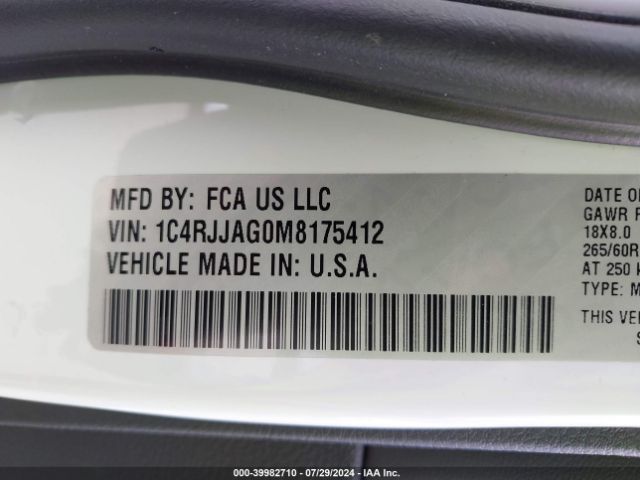 MFD BY: FCA US LLC
VIN: 1C4RJJAG0M8175412
VEHICLE MADE IN: U.S.A.
DATE O
GAWR
18X8.0
265/60R
AT 250
TYPE: M
THIS VE
000-39982710 - 07/29/2024 - IAA Inc.